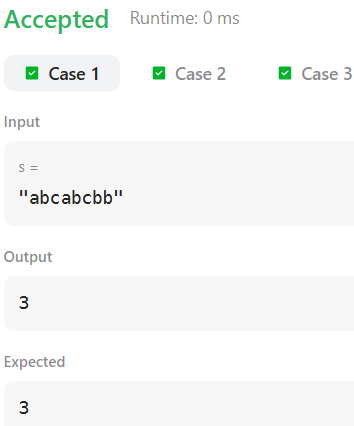 Accepted Runtime: 0 ms
Case 1 Case 2 Case 3
Input
s =
"abcabcbb"
Output
3
Expected
3